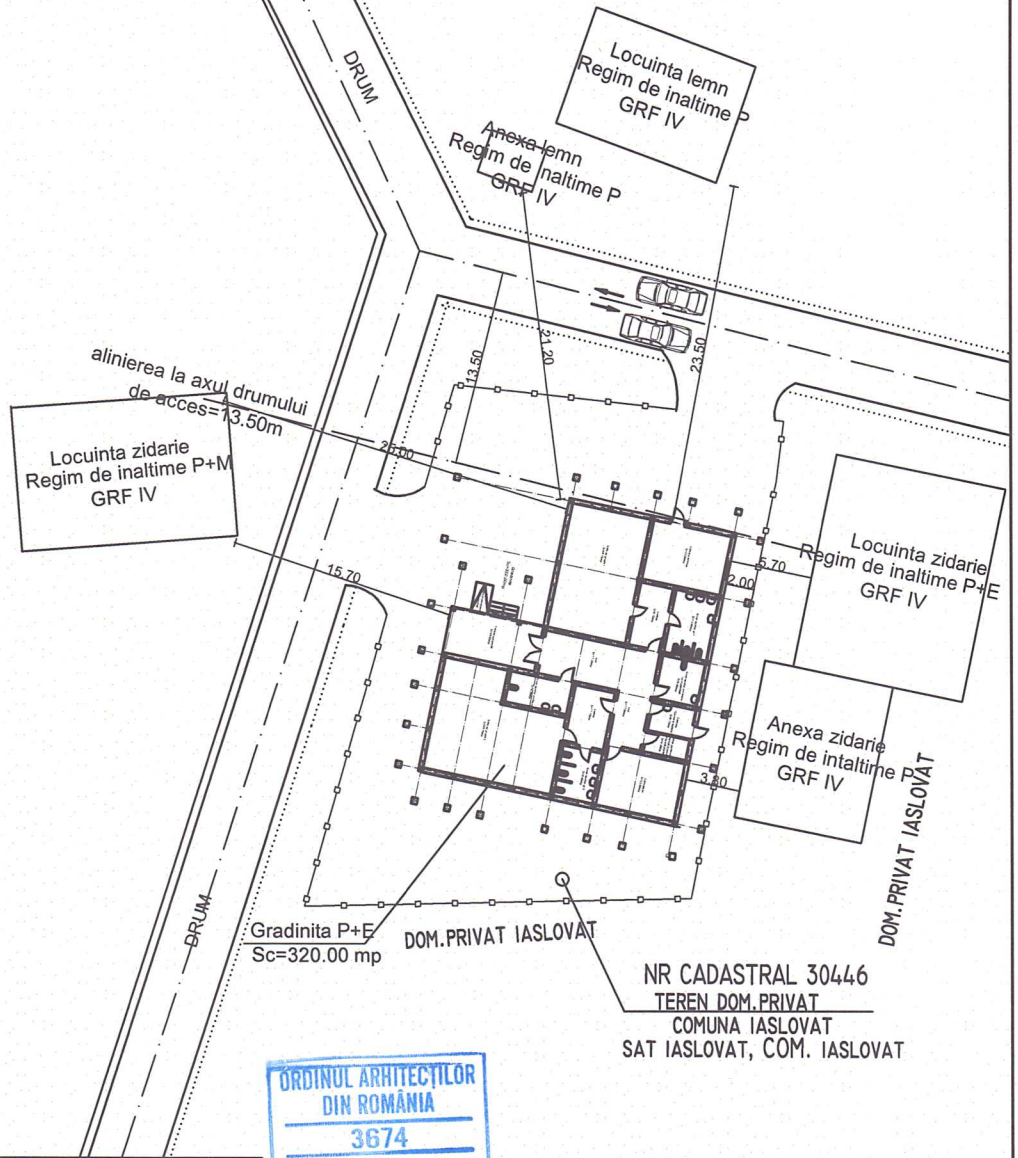 DRUM
Locuinta lemn
Regim de inaltime P
GRF IV
Anexa lemn
Regim de inaltime P
GRF IV
alinierea la axul drumului
de acces=13.50m
13.50
21.20
23.50
25.00
Locuinta zidarie
Regim de inaltime P+M
GRF IV
15.70
5.70
2.00
Locuinta zidarie
Regim de inaltime P+E
GRF IV
Anexa zidarie
Regim de intaltime P
GRF IV
DOM.PRIVAT IASLOVAT
DRUM
Gradinita P+E
Sc=320.00 mp
DOM.PRIVAT IASLOVAT
NR CADASTRAL 30446
TEREN DOM.PRIVAT
COMUNA IASLOVAT
SAT IASLOVAT, COM. IASLOVAT
ORDINUL ARHITECȚILOR
DIN ROMÂNIA
3674